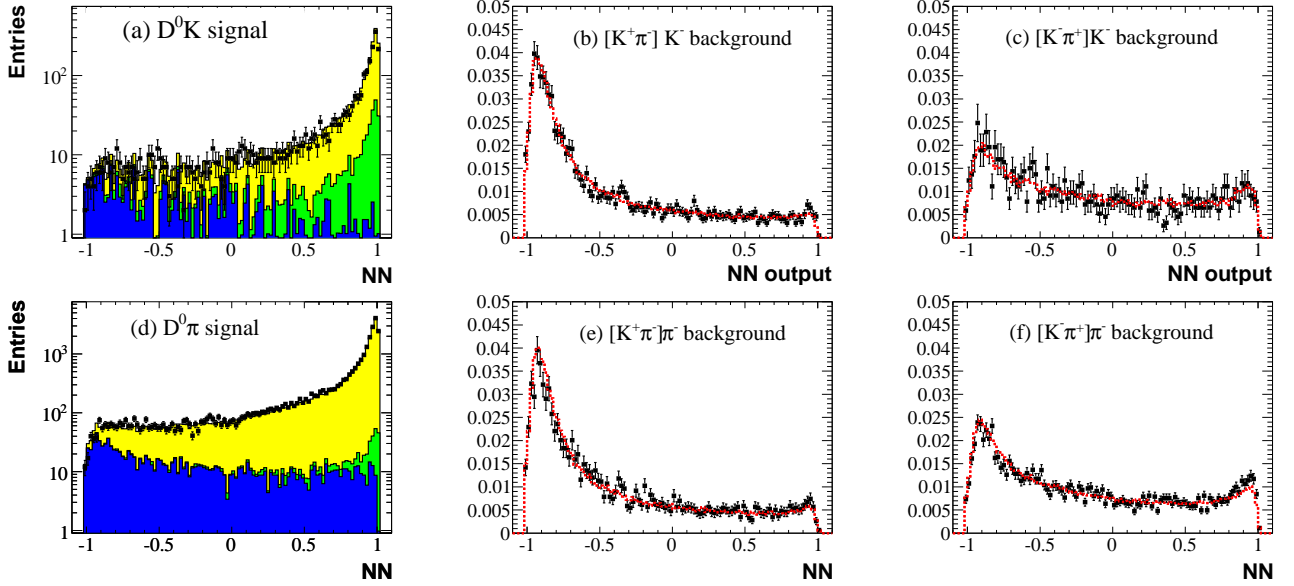 Entries
(a) D⁰K signal
10²
10
1
-1 -0.5 0 0.5 1
NN
(b) [K⁺π⁻] K⁻ background
0.05
0.045
0.04
0.035
0.03
0.025
0.02
0.015
0.01
0.005
0
-1 -0.5 0 0.5 1
NN output
(c) [K⁻π⁺]K⁻ background
0.05
0.045
0.04
0.035
0.03
0.025
0.02
0.015
0.01
0.005
0
-1 -0.5 0 0.5 1
NN output
Entries
(d) D⁰π signal
10³
10²
10
1
-1 -0.5 0 0.5 1
NN
(e) [K⁺π⁻]π⁻ background
0.05
0.045
0.04
0.035
0.03
0.025
0.02
0.015
0.01
0.005
0
-1 -0.5 0 0.5 1
NN
(f) [K⁻π⁺]π⁻ background
0.05
0.045
0.04
0.035
0.03
0.025
0.02
0.015
0.01
0.005
0
-1 -0.5 0 0.5 1
NN